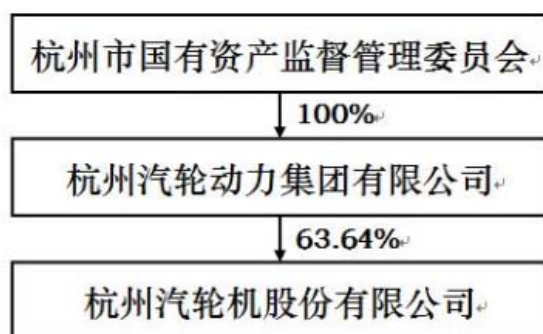 杭州市国有资产监督管理委员会
100%
杭州汽轮动力集团有限公司
63.64%
杭州汽轮机股份有限公司